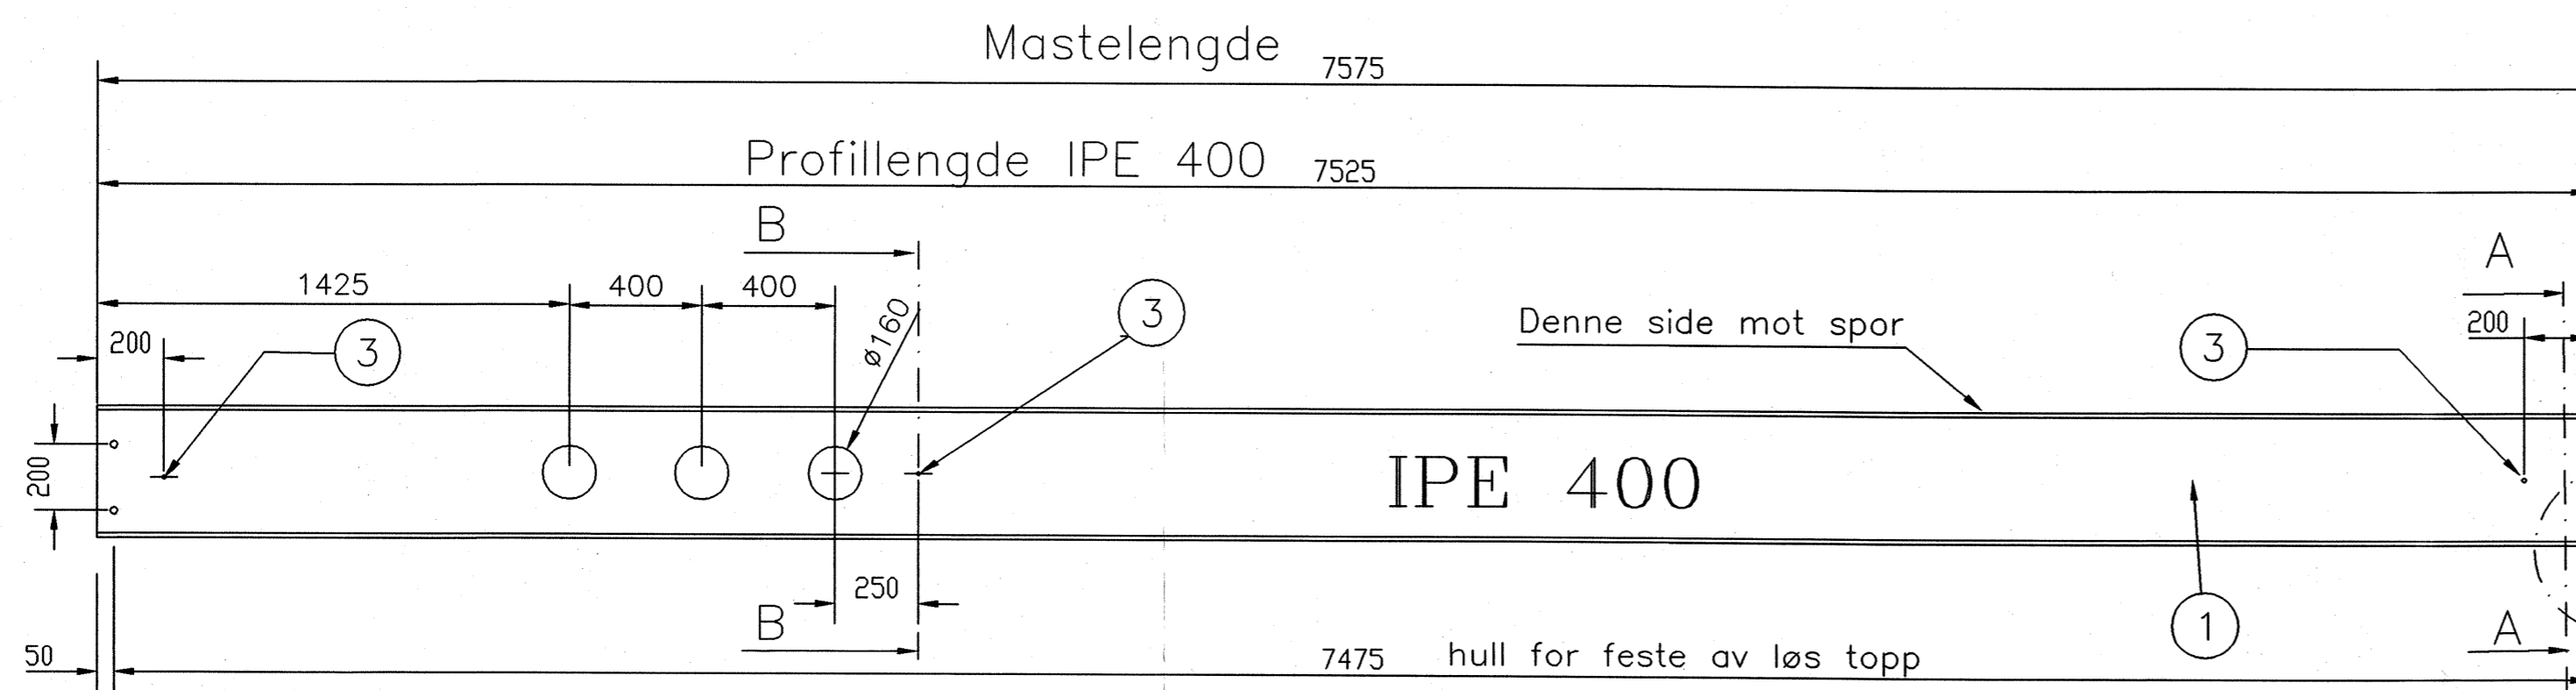 Mastelengde 7575
Profillengde IPE 400 7525
B
A
1425 400 400
ø160
3
Denne side mot spor
200
3
3
200
200
IPE 400
250
B
1
A
50
7475 hull for feste av løs topp